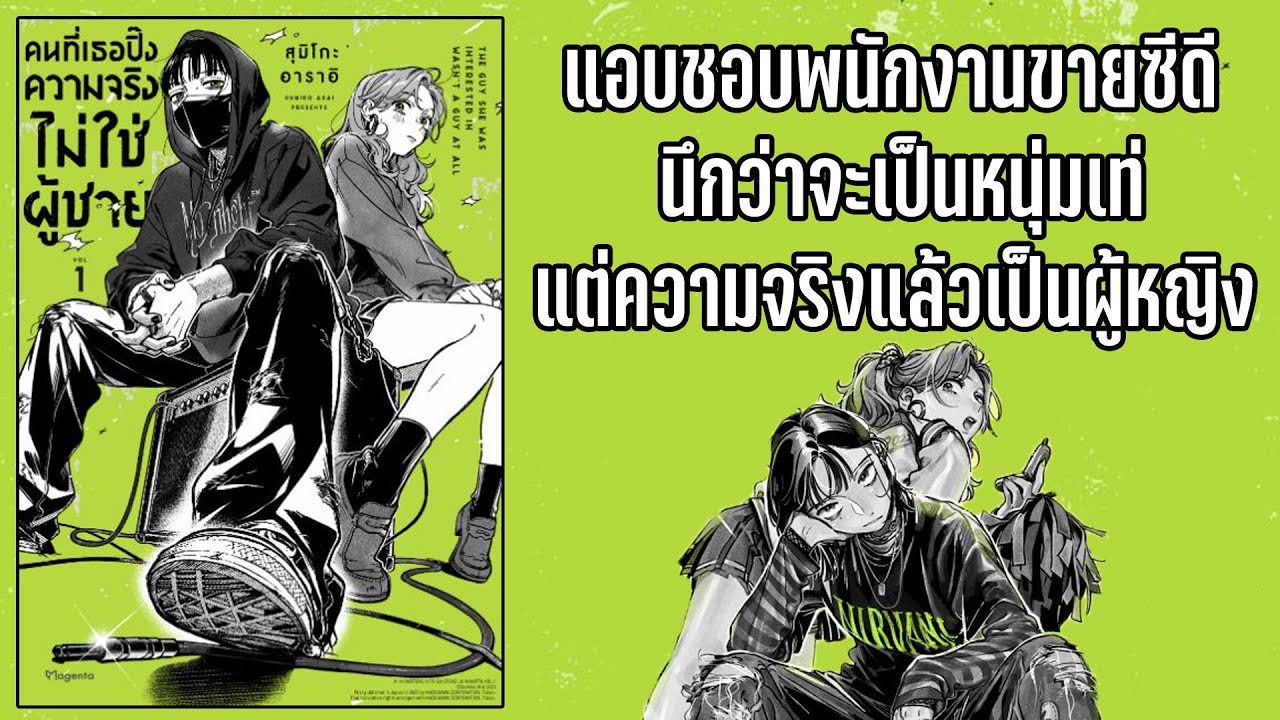 คนที่เธอปิ๊ง
ความจริง
ไม่ใช่
ผู้ชาย
VOL
1
สุมิโกะ
อาราอิ
SUMIKO ARAI
PRESENTS
THE GUY SHE WAS
INTERESTED IN
WASN'T A GUY AT ALL
Magenta
แอบชอบพนักงานขายซีดี
นึกว่าจะเป็นหนุ่มเท่
แต่ความจริงแล้วเป็นผู้หญิง
NIRVANA